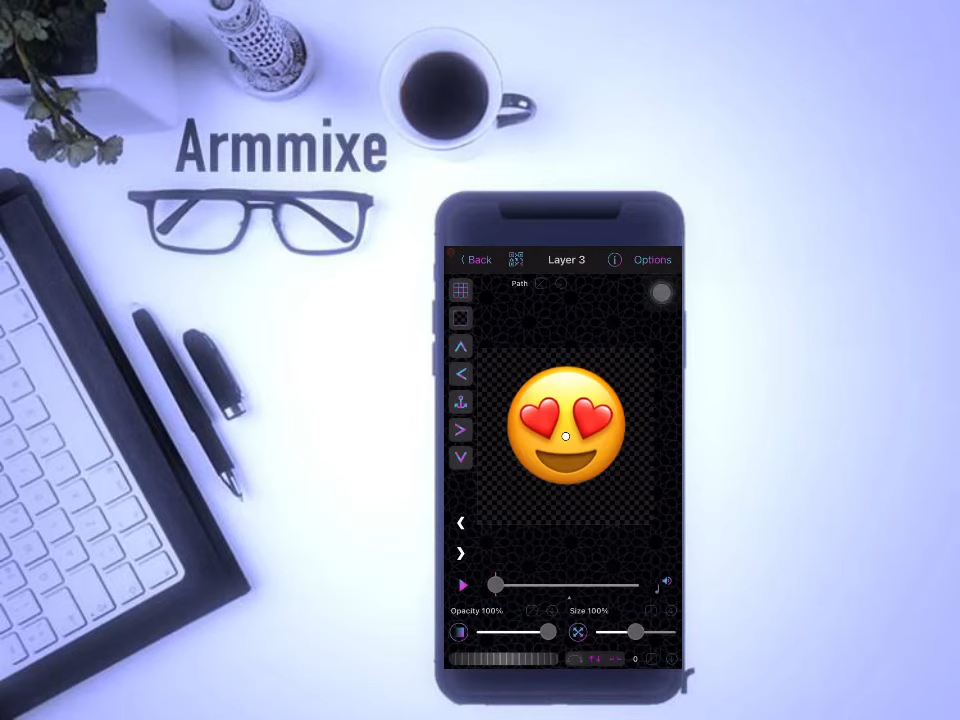 Armmixe
Back
Layer 3
Options
Path
Opacity 100%
Size 100%
0
r